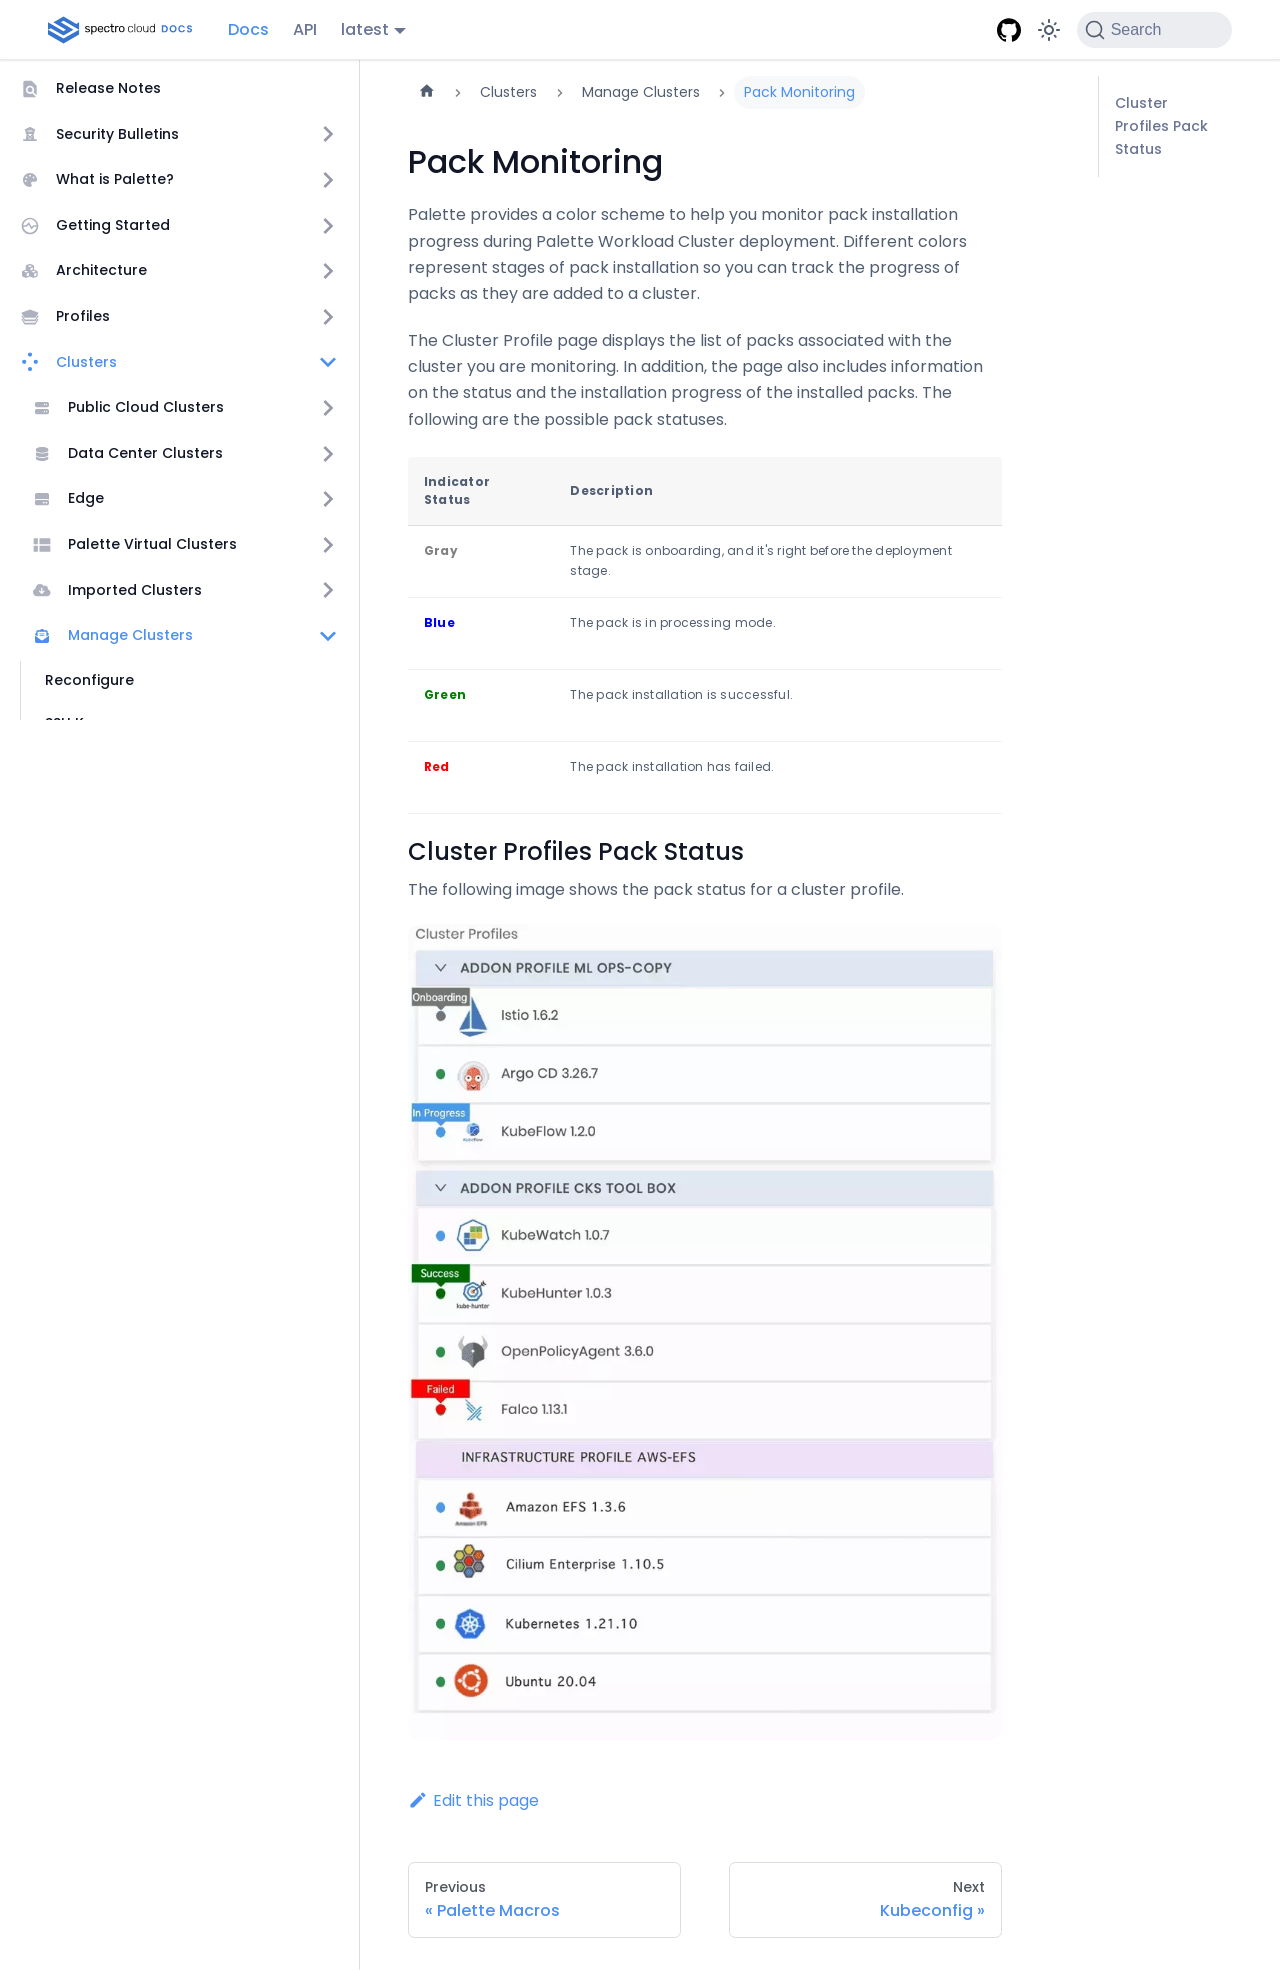 spectro cloud DOCS Docs API latest Search
Release Notes
Security Bulletins
What is Palette?
Getting Started
Architecture
Profiles
Clusters
Public Cloud Clusters
Data Center Clusters
Edge
Palette Virtual Clusters
Imported Clusters
Manage Clusters
Reconfigure
Clusters Manage Clusters Pack Monitoring
Pack Monitoring
Palette provides a color scheme to help you monitor pack installation
progress during Palette Workload Cluster deployment. Different colors
represent stages of pack installation so you can track the progress of
packs as they are added to a cluster.
The Cluster Profile page displays the list of packs associated with the
cluster you are monitoring. In addition, the page also includes information
on the status and the installation progress of the installed packs. The
following are the possible pack statuses.
Indicator
Status
Description
Gray
The pack is onboarding, and it's right before the deployment
stage.
Blue
The pack is in processing mode.
Green
The pack installation is successful.
Red
The pack installation has failed.
Cluster Profiles Pack Status
The following image shows the pack status for a cluster profile.
Cluster Profiles
ADDON PROFILE ML OPS-COPY
Onboarding
Istio 1.6.2
Argo CD 3.26.7
In Progress
KubeFlow
KubeFlow 1.2.0
ADDON PROFILE CKS TOOL BOX
KubeWatch 1.0.7
Success
kube-hunter
KubeHunter 1.0.3
OpenPolicyAgent 3.6.0
Failed
Falco 1.13.1
INFRASTRUCTURE PROFILE AWS-EFS
Amazon EFS
Amazon EFS 1.3.6
Cilium Enterprise 1.10.5
Kubernetes 1.21.10
Ubuntu 20.04
Edit this page
Previous
« Palette Macros
Next
Kubeconfig »
Cluster
Profiles Pack
Status